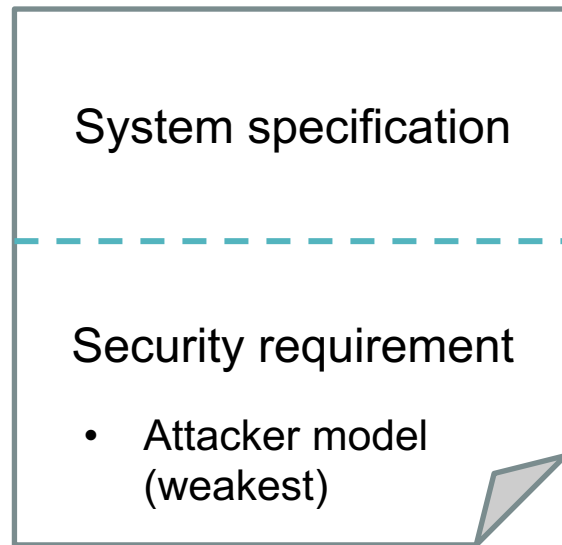 System specification
Security requirement
• Attacker model
(weakest)